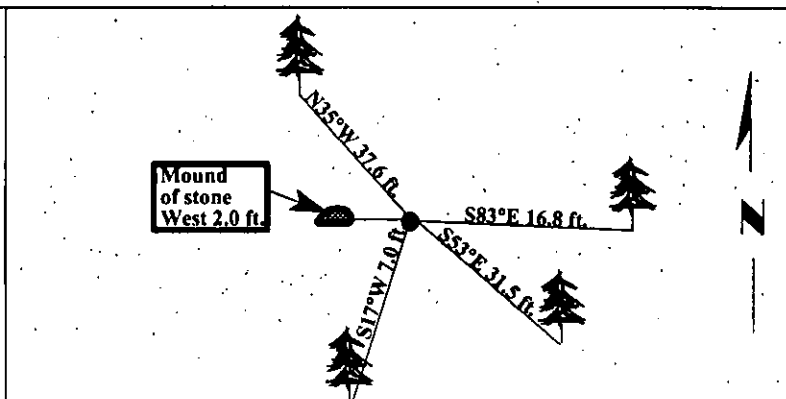 N35°W 37.6 ft.
Mound
of stone
West 2.0 ft.
S83°E 16.8 ft.
S53°E 31.5 ft.
S17°W 7.0 ft
N